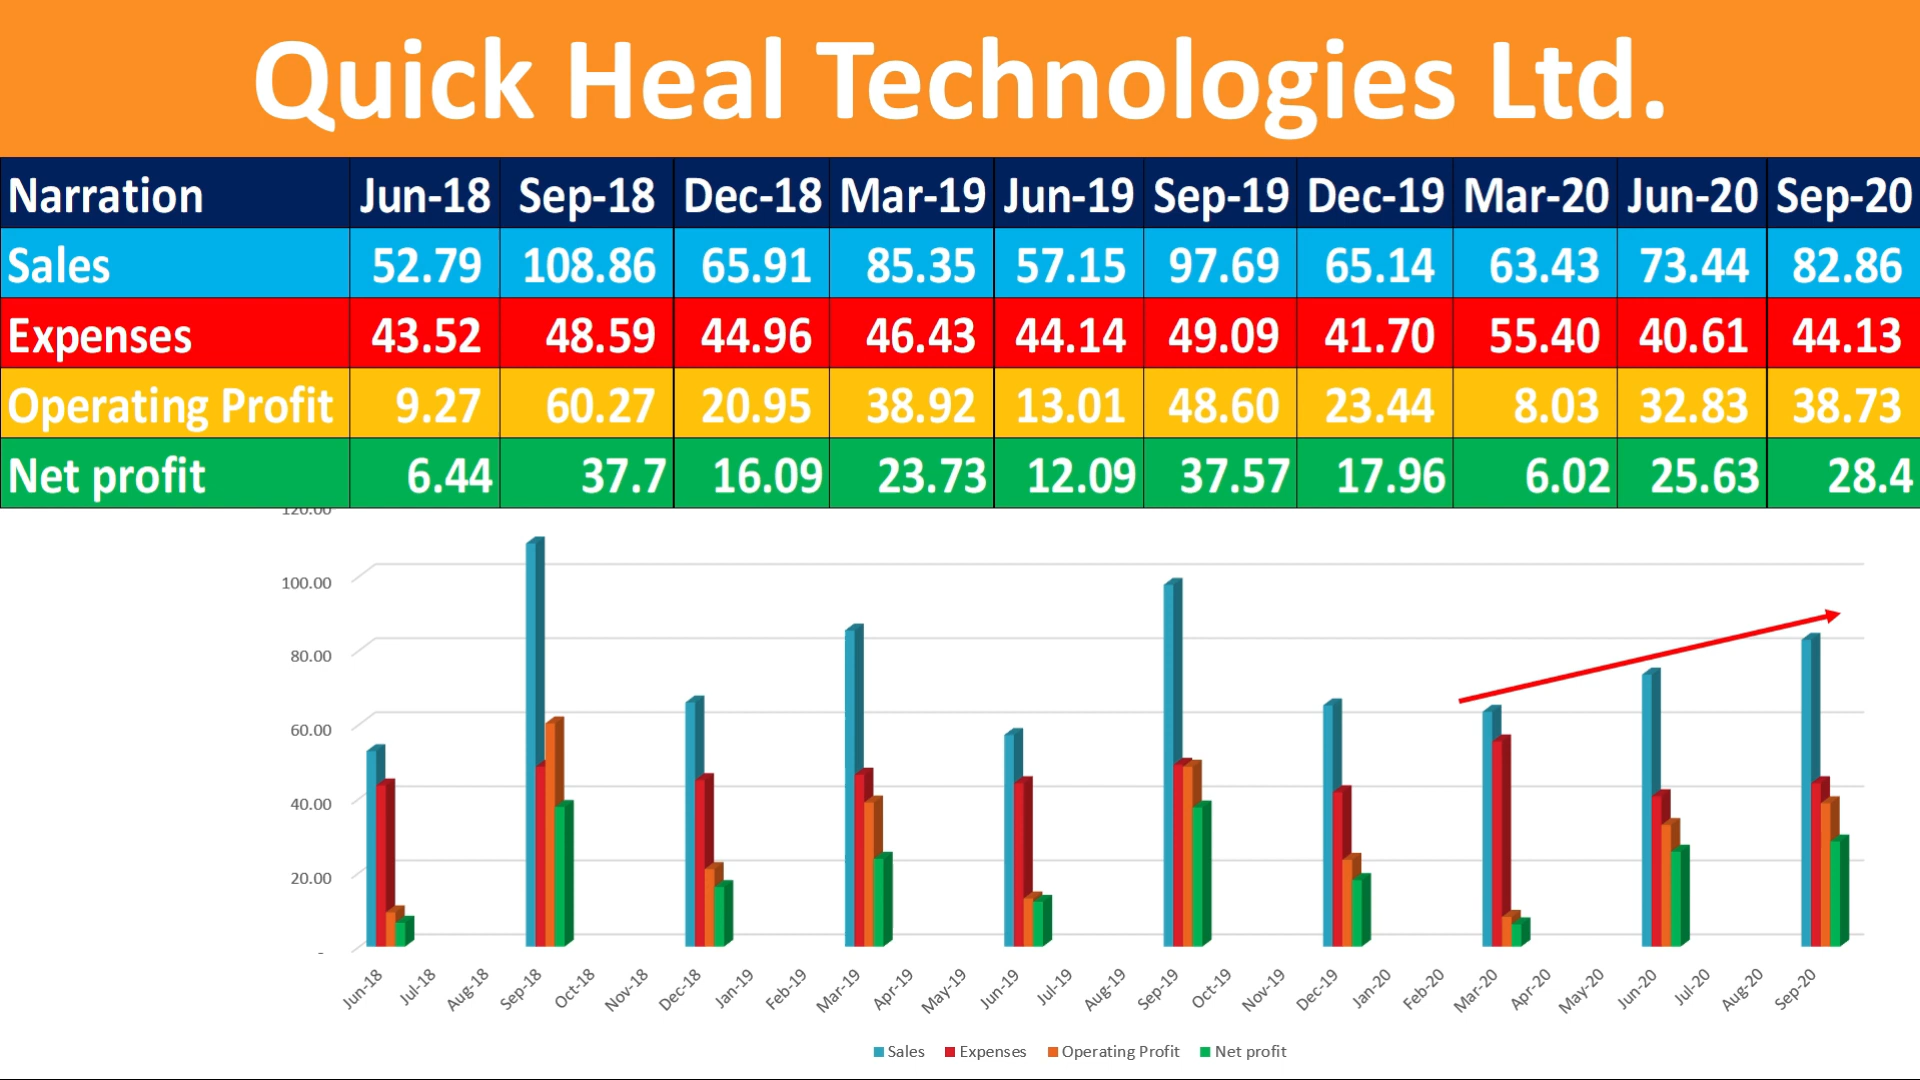 Quick Heal Technologies Ltd.
Narration Jun-18 Sep-18 Dec-18 Mar-19 Jun-19 Sep-19 Dec-19 Mar-20 Jun-20 Sep-20
Sales 52.79 108.86 65.91 85.35 57.15 97.69 65.14 63.43 73.44 82.86
Expenses 43.52 48.59 44.96 46.43 44.14 49.09 41.70 55.40 40.61 44.13
Operating Profit 9.27 60.27 20.95 38.92 13.01 48.60 23.44 8.03 32.83 38.73
Net profit 6.44 37.7 16.09 23.73 12.09 37.57 17.96 6.02 25.63 28.4
120.00
100.00
80.00
60.00
40.00
20.00
-
Jun-18 Jul-18 Aug-18 Sep-18 Oct-18 Nov-18 Dec-18 Jan-19 Feb-19 Mar-19 Apr-19 May-19 Jun-19 Jul-19 Aug-19 Sep-19 Oct-19 Nov-19 Dec-19 Jan-20 Feb-20 Mar-20 Apr-20 May-20 Jun-20 Jul-20 Aug-20 Sep-20
Sales Expenses Operating Profit Net profit